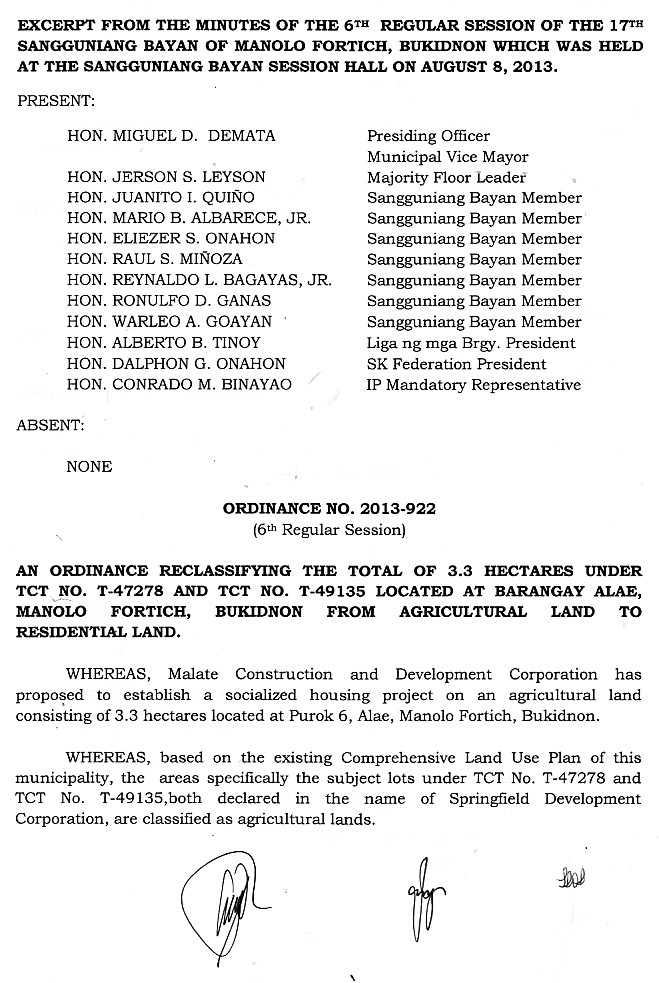 EXCERPT FROM THE MINUTES OF THE 6TH REGULAR SESSION OF THE 17TH
SANGGUNIANG BAYAN OF MANOLO FORTICH, BUKIDNON WHICH WAS HELD
AT THE SANGGUNIANG BAYAN SESSION HALL ON AUGUST 8, 2013.
PRESENT:
HON. MIGUEL D. DEMATA Presiding Officer
Municipal Vice Mayor
HON. JERSON S. LEYSON Majority Floor Leader
HON. JUANITO I. QUIÑO Sangguniang Bayan Member
HON. MARIO B. ALBARECE, JR. Sangguniang Bayan Member
HON. ELIEZER S. ONAHON Sangguniang Bayan Member
HON. RAUL S. MIÑOZA Sangguniang Bayan Member
HON. REYNALDO L. BAGAYAS, JR. Sangguniang Bayan Member
HON. RONULFO D. GANAS Sangguniang Bayan Member
HON. WARLEO A. GOAYAN Sangguniang Bayan Member
HON. ALBERTO B. TINOY Liga ng mga Brgy. President
HON. DALPHON G. ONAHON SK Federation President
HON. CONRADO M. BINAYAO IP Mandatory Representative
ABSENT:
NONE
ORDINANCE NO. 2013-922
(6th Regular Session)
AN ORDINANCE RECLASSIFYING THE TOTAL OF 3.3 HECTARES UNDER
TCT NO. T-47278 AND TCT NO. T-49135 LOCATED AT BARANGAY ALAE,
MANOLO FORTICH, BUKIDNON FROM AGRICULTURAL LAND TO
RESIDENTIAL LAND.
WHEREAS, Malate Construction and Development Corporation has
proposed to establish a socialized housing project on an agricultural land
consisting of 3.3 hectares located at Purok 6, Alae, Manolo Fortich, Bukidnon.
WHEREAS, based on the existing Comprehensive Land Use Plan of this
municipality, the areas specifically the subject lots under TCT No. T-47278 and
TCT No. T-49135,both declared in the name of Springfield Development
Corporation, are classified as agricultural lands.